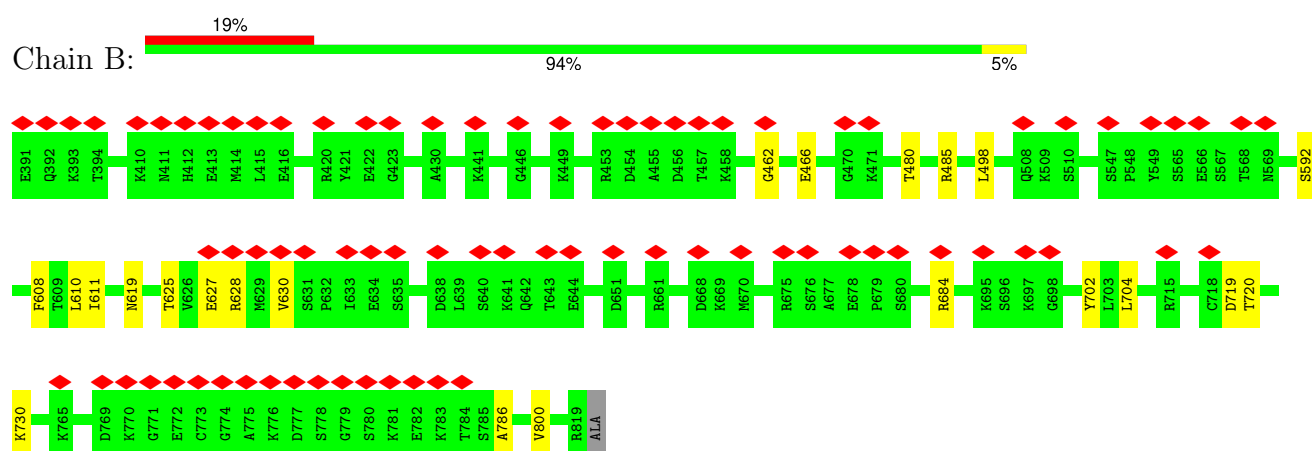 19%
Chain B:
94% 5%
E391 Q392 K393 T394 K410 N411 H412 E413 M414 L415 E416 R420 Y421 E422 G423 A430 K441 G446 K449 R453 D454 A455 D456 T457 K458 G462 E466 G470 K471 T480 R485 L498 Q508 K509 S510 S547 P548 Y549 S565 E566 S567 T568 N569 S592
F608 T609 L610 I611 N619 T625 V626 E627 R628 M629 V630 S631 P632 I633 E634 S635 D638 L639 S640 K641 Q642 T643 E644 D651 R661 D668 K669 M670 R675 S676 A677 E678 P679 S680 R684 K695 S696 K697 G698 Y702 L703 L704 R715 C718 D719 T720
K730 K765 D769 K770 G771 E772 C773 G774 A775 K776 D777 S778 G779 S780 K781 E782 K783 T784 S785 A786 V800 R819 ALA